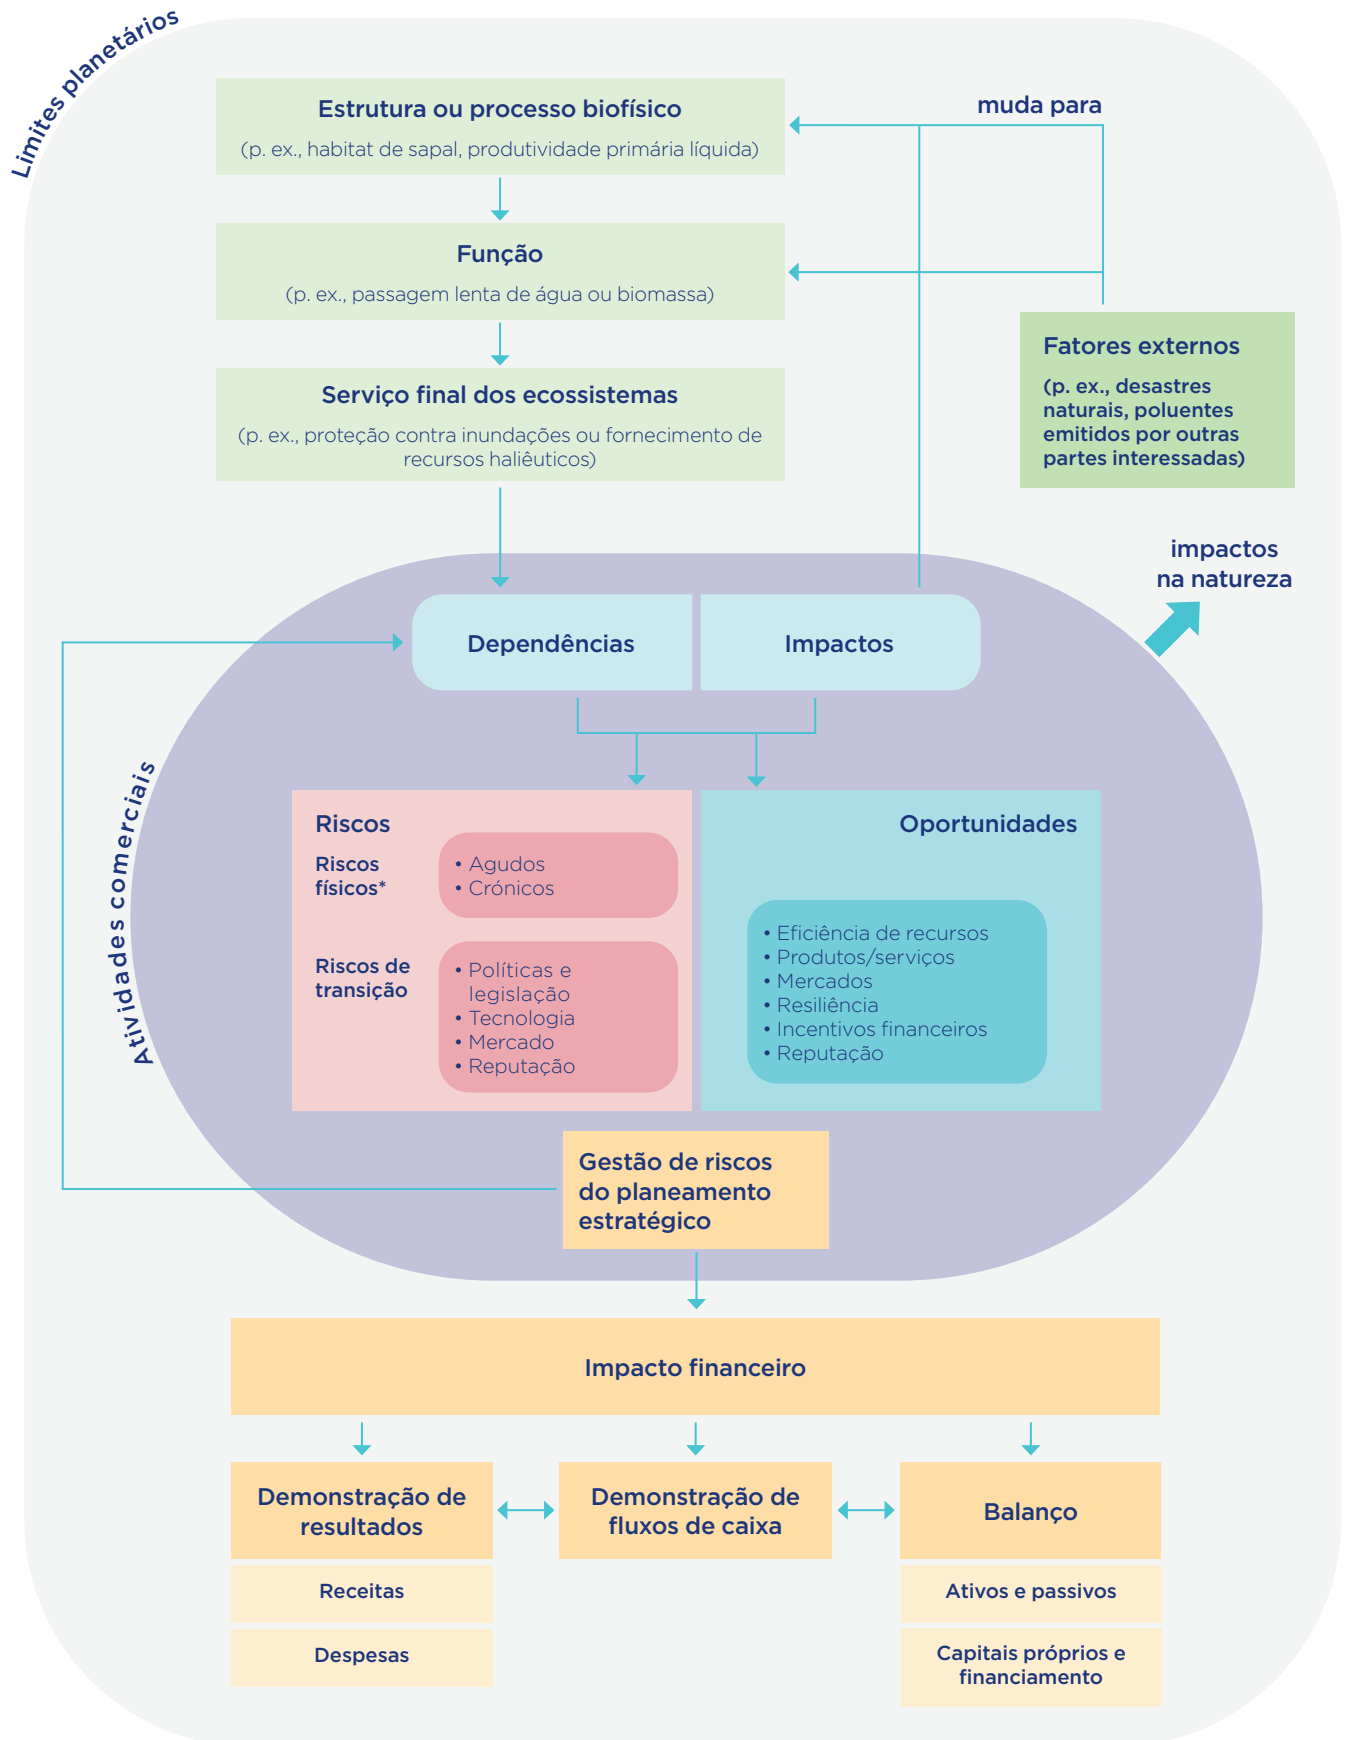 Limites planetários
Estrutura ou processo biofísico
(p. ex., habitat de sapal, produtividade primária líquida)
muda para
Função
(p. ex., passagem lenta de água ou biomassa)
Fatores externos
(p. ex., desastres
naturais, poluentes
emitidos por outras
partes interessadas)
Serviço final dos ecossistemas
(p. ex., proteção contra inundações ou fornecimento de
recursos haliêuticos)
impactos
na natureza
Dependências
Impactos
Atividades comerciais
Riscos
Riscos
físicos*
• Agudos
• Crónicos
Riscos de
transição
• Políticas e
legislação
• Tecnologia
• Mercado
• Reputação
Oportunidades
• Eficiência de recursos
• Produtos/serviços
• Mercados
• Resiliência
• Incentivos financeiros
• Reputação
Gestão de riscos
do planeamento
estratégico
Impacto financeiro
Demonstração de
resultados
Demonstração de
fluxos de caixa
Balanço
Receitas
Despesas
Ativos e passivos
Capitais próprios e
financiamento